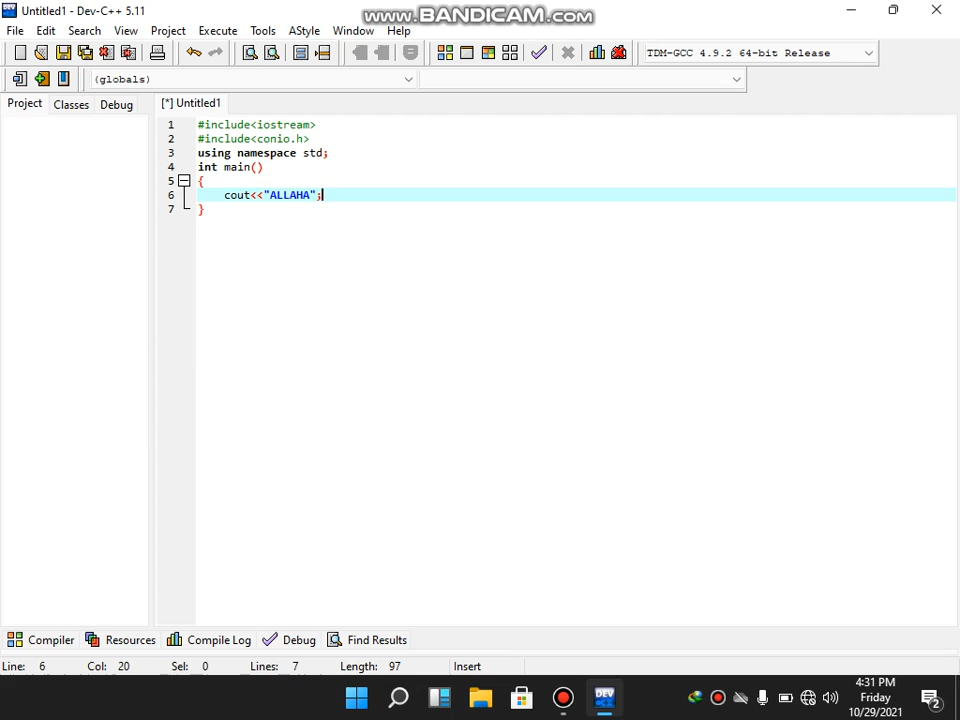 Untitled1 - Dev-C++ 5.11
www.BANDICAM.com
File Edit Search View Project Execute Tools AStyle Window Help
TDM-GCC 4.9.2 64-bit Release
(globals)
Project Classes Debug
[*] Untitled1
1 #include<iostream>
2 #include<conio.h>
3 using namespace std;
4 int main()
5 {
6 cout<<"ALLAHA";
7 }
Compiler Resources Compile Log Debug Find Results
Line: 6 Col: 20 Sel: 0 Lines: 7 Length: 97 Insert
DEV
4:31 PM
Friday
10/29/2021
2